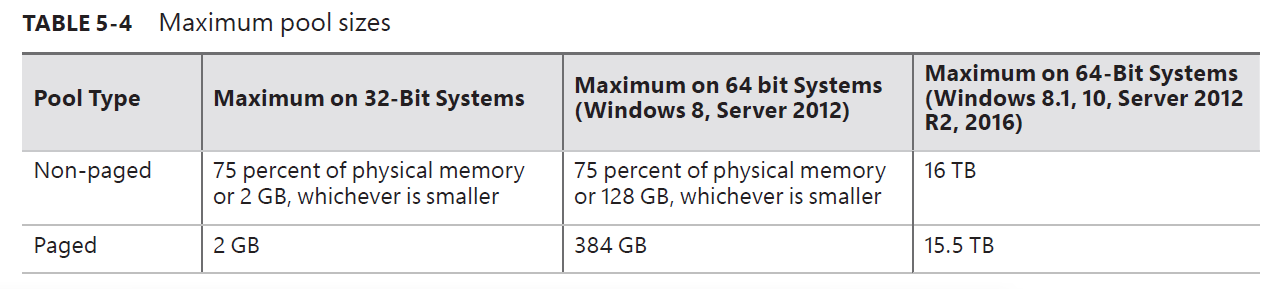 TABLE 5-4 Maximum pool sizes
Pool Type
Maximum on 32-Bit Systems
Maximum on 64 bit Systems
(Windows 8, Server 2012)
Maximum on 64-Bit Systems
(Windows 8.1, 10, Server 2012
R2, 2016)
Non-paged
75 percent of physical memory
or 2 GB, whichever is smaller
75 percent of physical memory
or 128 GB, whichever is smaller
16 TB
Paged
2 GB
384 GB
15.5 TB